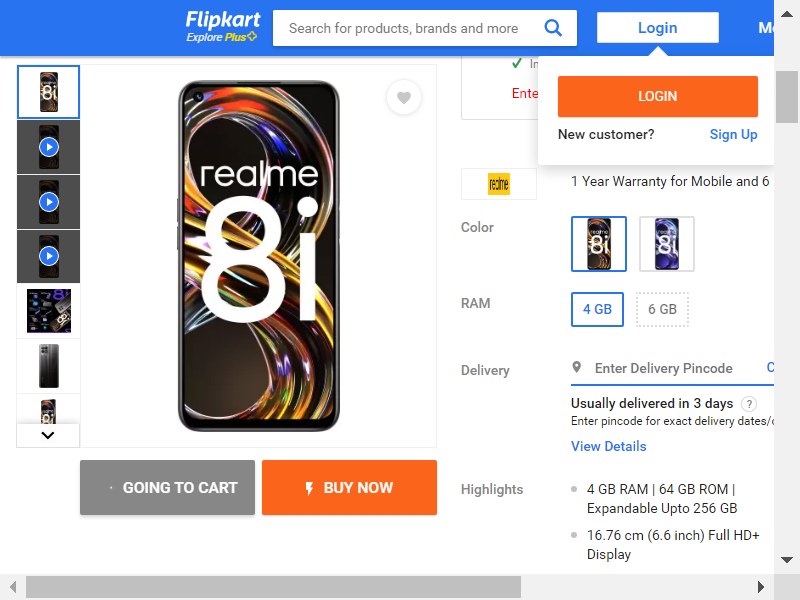 Flipkart
Explore Plus
Search for products, brands and more
Login
LOGIN
New customer?
Sign Up
realme
8i
realme
1 Year Warranty for Mobile and 6
Color
RAM
4 GB
6 GB
Delivery
Enter Delivery Pincode
Usually delivered in 3 days ?
Enter pincode for exact delivery dates/
View Details
GOING TO CART
BUY NOW
Highlights
4 GB RAM | 64 GB ROM |
Expandable Upto 256 GB
16.76 cm (6.6 inch) Full HD+
Display